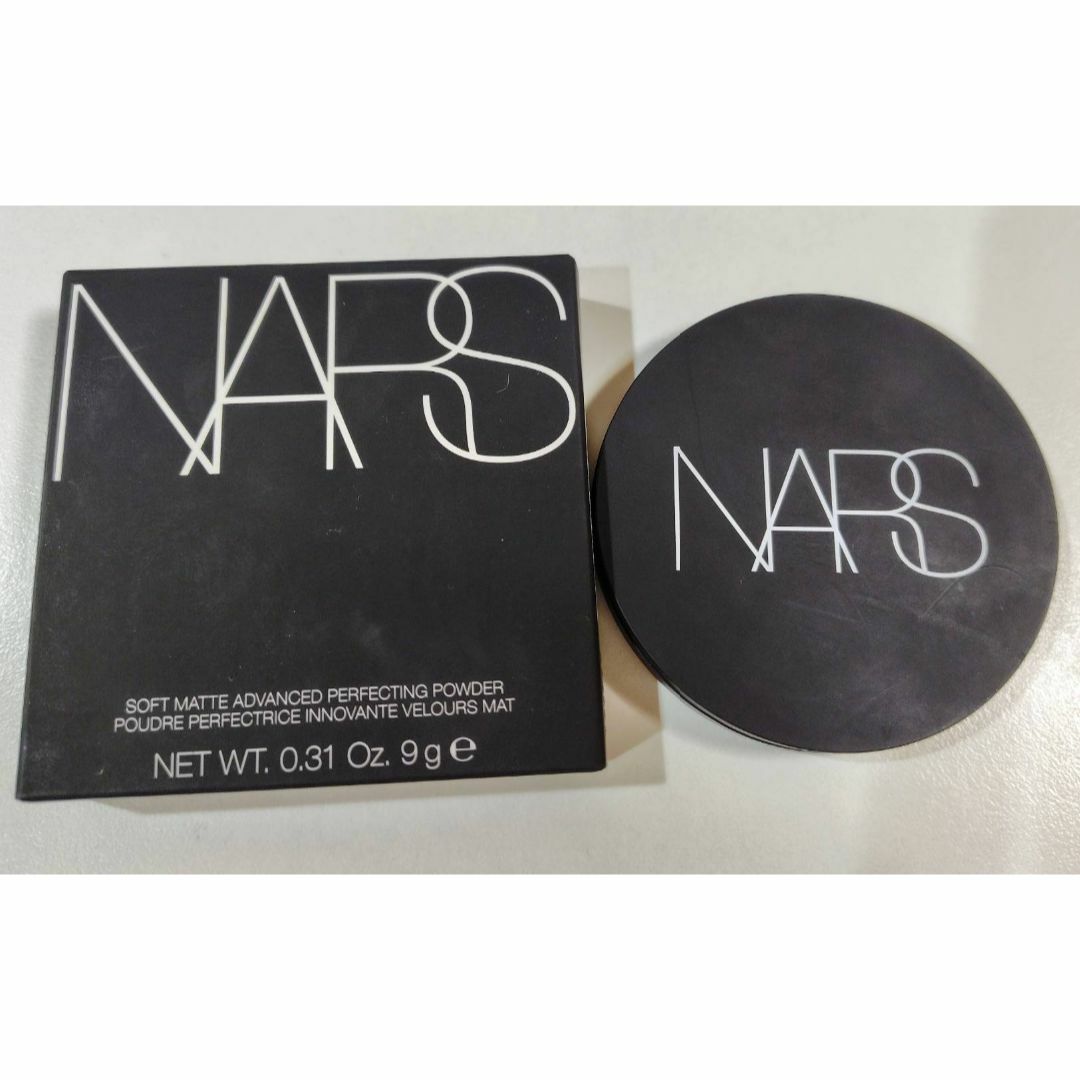 NARS
SOFT MATTE ADVANCED PERFECTING POWDER
POUDRE PERFECTRICE INNOVANTE VELOURS MAT
NET WT. 0.31 Oz. 9 g ℮
NARS